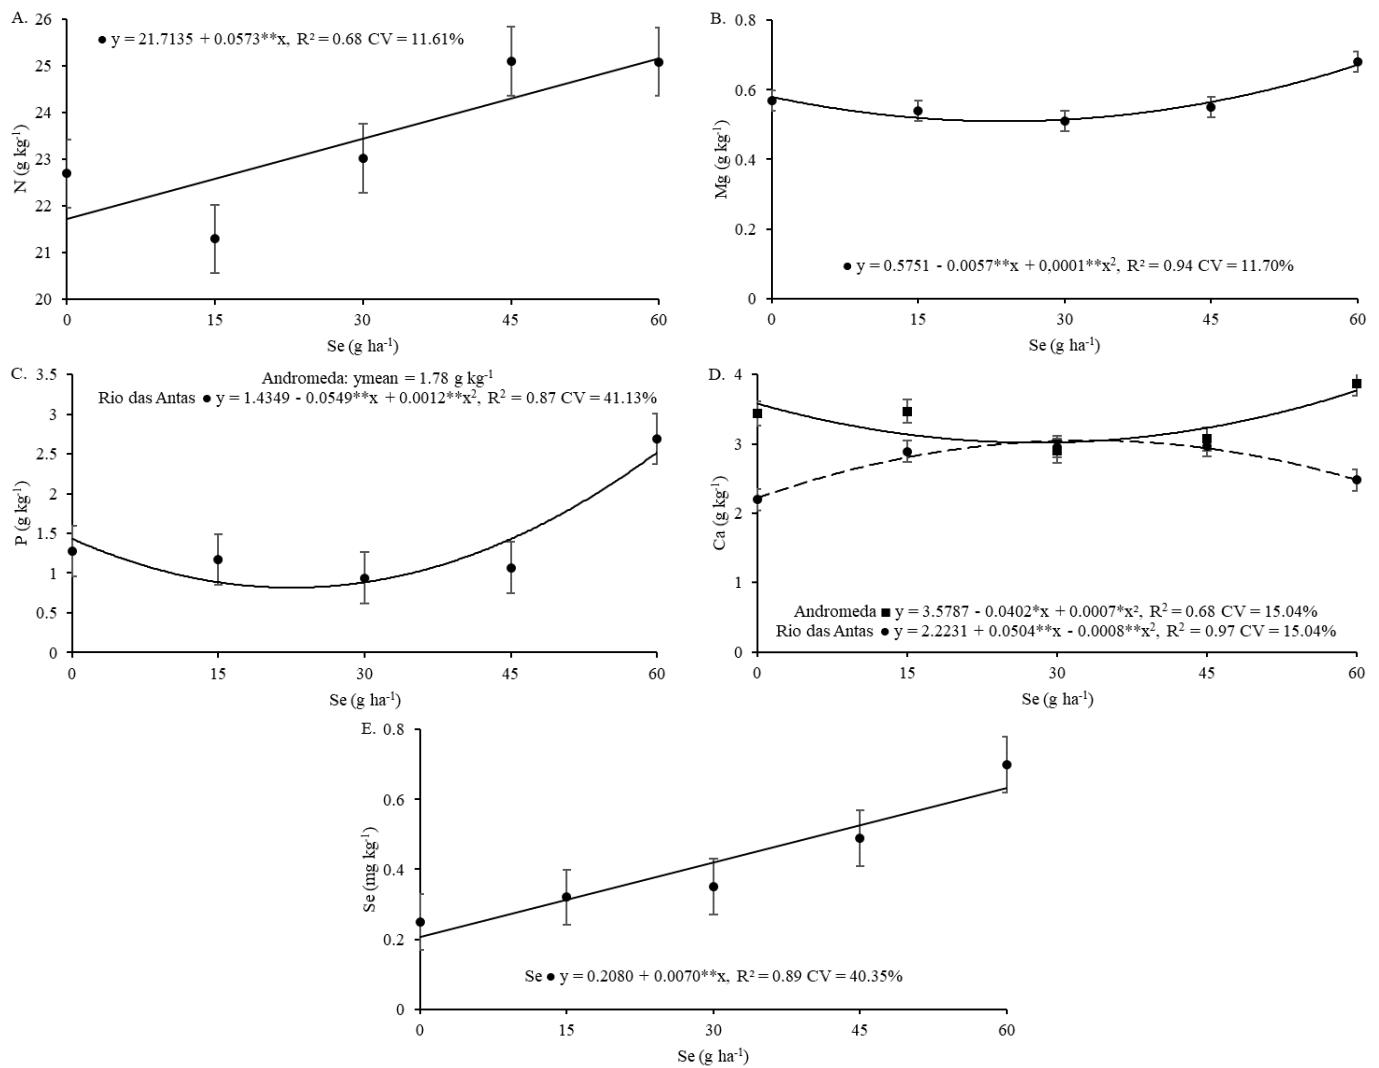 A.
26
25
24
23
22
21
20
N (g kg⁻¹)
● y = 21.7135 + 0.0573**x, R² = 0.68 CV = 11.61%
0 15 30 45 60
Se (g ha⁻¹)
B.
0.8
0.6
0.4
0.2
0
Mg (g kg⁻¹)
● y = 0.5751 - 0.0057**x + 0,0001**x², R² = 0.94 CV = 11.70%
0 15 30 45 60
Se (g ha⁻¹)
C.
3.5
3
2.5
2
1.5
1
0.5
0
P (g kg⁻¹)
Andromeda: ymean = 1.78 g kg⁻¹
Rio das Antas ● y = 1.4349 - 0.0549**x + 0.0012**x², R² = 0.87 CV = 41.13%
0 15 30 45 60
Se (g ha⁻¹)
D.
4
3
2
1
0
Ca (g kg⁻¹)
Andromeda ■ y = 3.5787 - 0.0402*x + 0.0007*x², R² = 0.68 CV = 15.04%
Rio das Antas ● y = 2.2231 + 0.0504**x - 0.0008**x², R² = 0.97 CV = 15.04%
0 15 30 45 60
Se (g ha⁻¹)
E.
0.8
0.6
0.4
0.2
0
Se (mg kg⁻¹)
Se ● y = 0.2080 + 0.0070**x, R² = 0.89 CV = 40.35%
0 15 30 45 60
Se (g ha⁻¹)